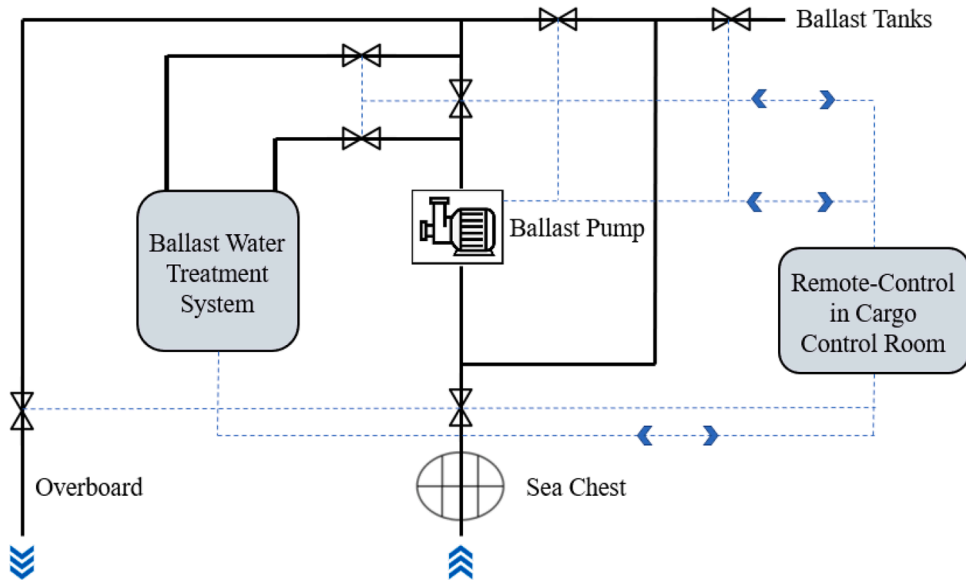 Ballast Tanks
Ballast Water
Treatment
System
Ballast Pump
Remote-Control
in Cargo
Control Room
Overboard
Sea Chest